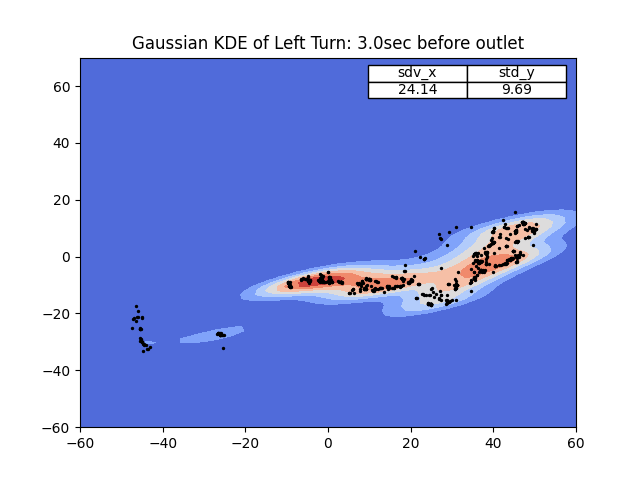 Gaussian KDE of Left Turn: 3.0sec before outlet
sdv_x std_y
24.14 9.69
60
40
20
0
−20
−40
−60
−60 −40 −20 0 20 40 60